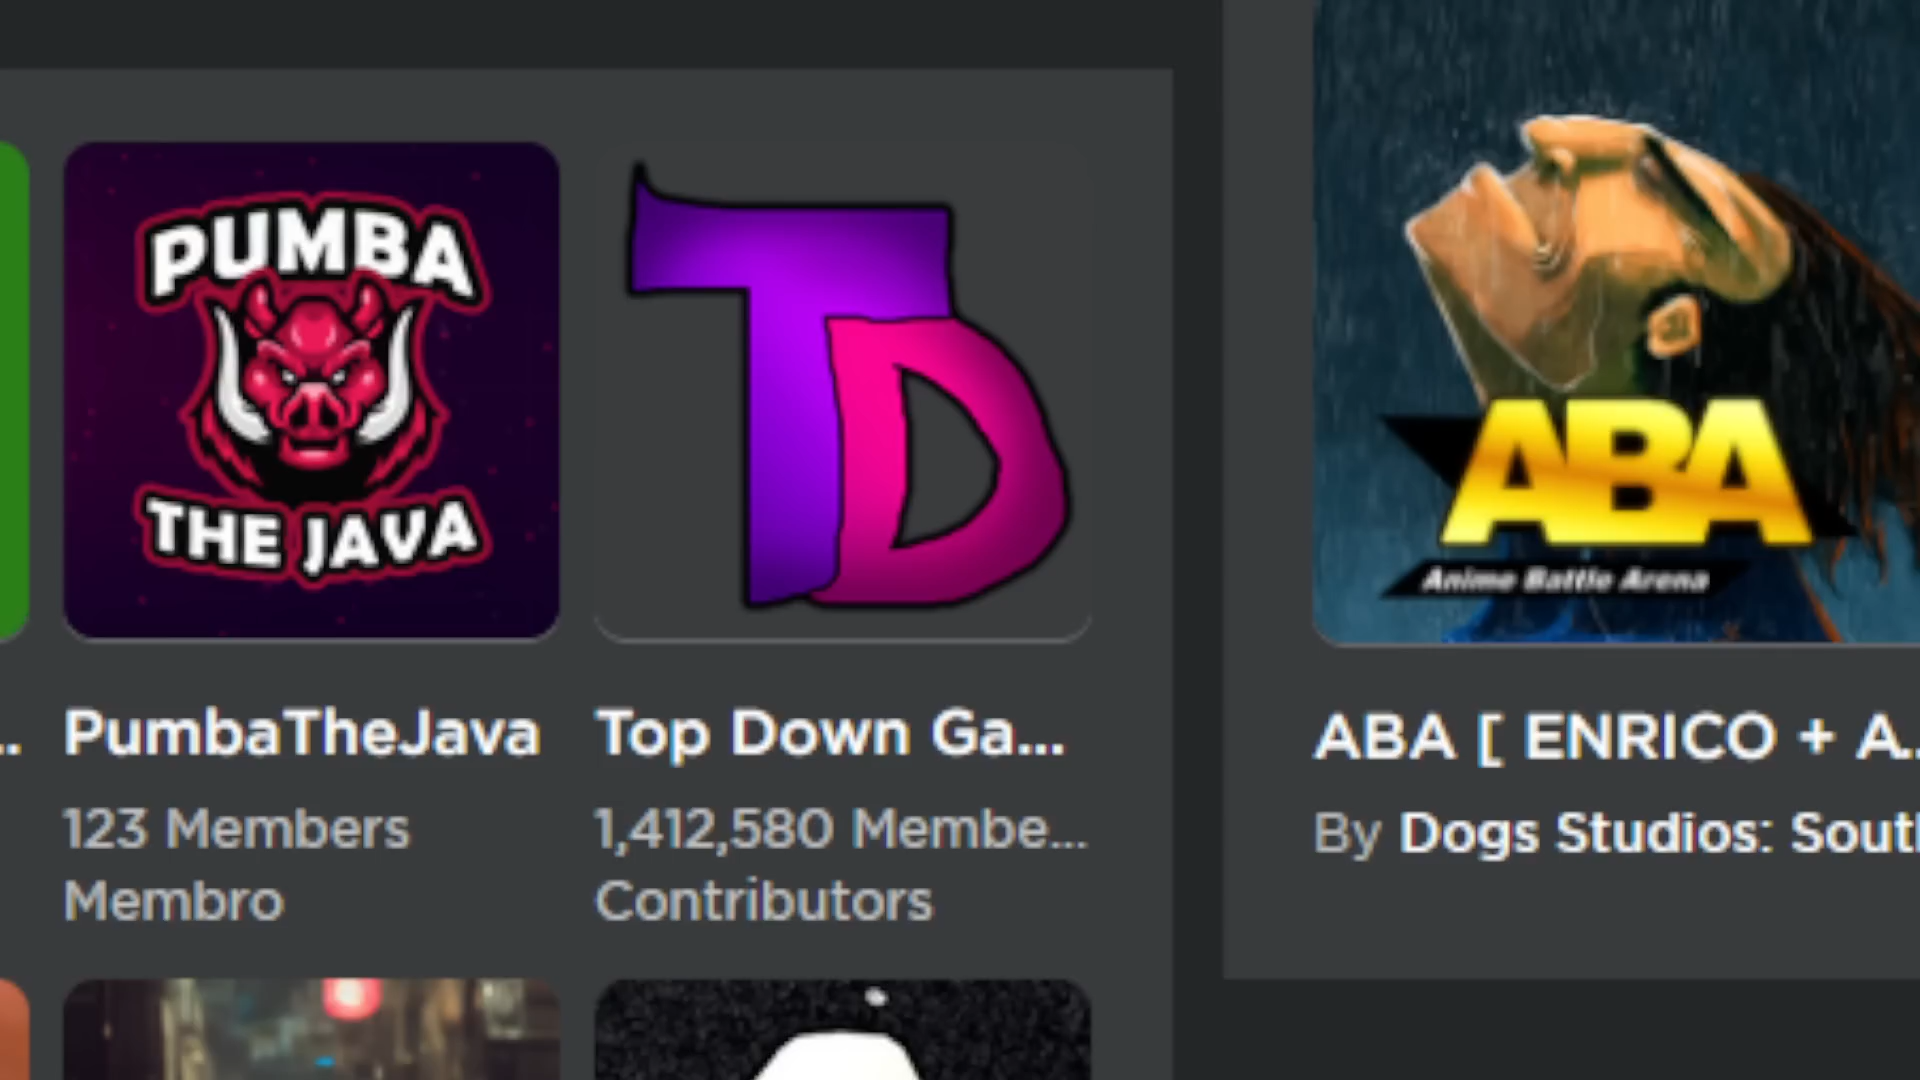 PUMBA
THE JAVA
TD
ABA
Anime Battle Arena
..
PumbaTheJava
123 Members
Membro
Top Down Ga...
1,412,580 Membe...
Contributors
ABA [ ENRICO + A..
By Dogs Studios: Sout